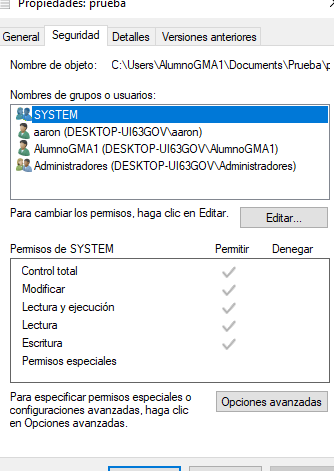 Propiedades: prueba
General
Seguridad
Detalles
Versiones anteriores
Nombre de objeto: C:\Users\AlumnoGMA1\Documents\Prueba\p
Nombres de grupos o usuarios:
SYSTEM
aaron (DESKTOP-UI63GOV\aaron)
AlumnoGMA1 (DESKTOP-UI63GOV\AlumnoGMA1)
Administradores (DESKTOP-UI63GOV\Administradores)
Para cambiar los permisos, haga clic en Editar.
Editar...
Permisos de SYSTEM Permitir Denegar
Control total
Modificar
Lectura y ejecución
Lectura
Escritura
Permisos especiales
Para especificar permisos especiales o
configuraciones avanzadas, haga clic
en Opciones avanzadas.
Opciones avanzadas